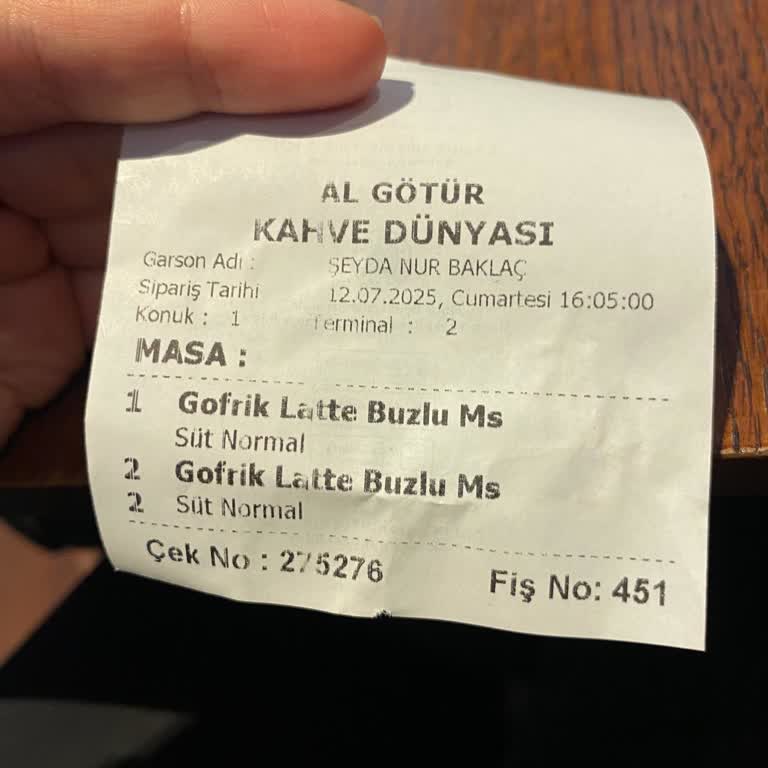 AL GÖTÜR
KAHVE DÜNYASI
Garson Adı : ŞEYDA NUR BAKLAÇ
Sipariş Tarihi 12.07.2025, Cumartesi 16:05:00
Konuk : 1 Terminal : 2
MASA :
1 Gofrik Latte Buzlu Ms
Süt Normal
2 Gofrik Latte Buzlu Ms
2 Süt Normal
Çek No : 275276 Fiş No: 451